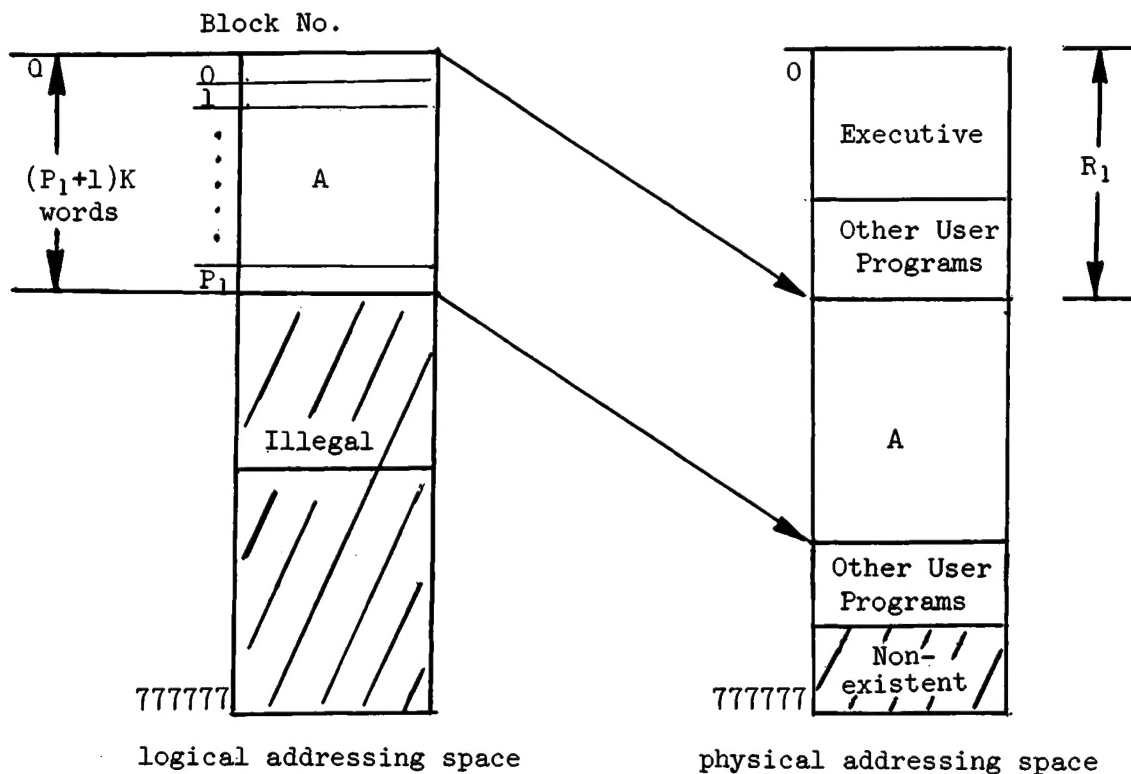 Block No.
0
0
1
(P₁+1)K
words
A
P₁
Illegal
777777
logical addressing space
0
Executive
R₁
Other User
Programs
A
Other User
Programs
Non-
existent
777777
physical addressing space